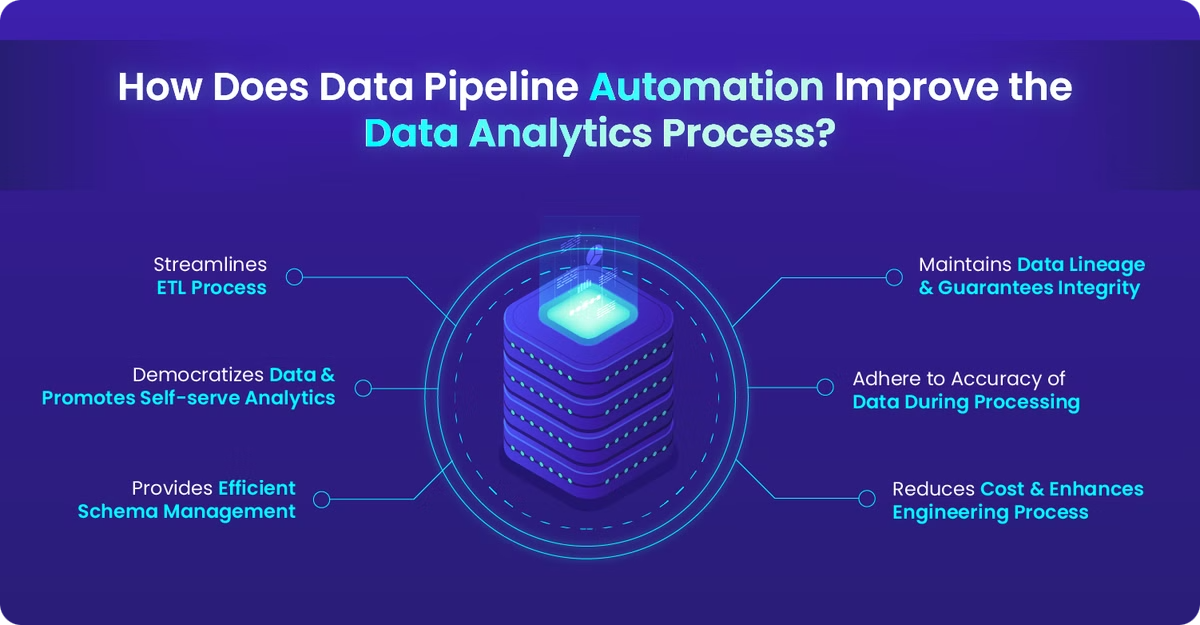 How Does Data Pipeline Automation Improve the
Data Analytics Process?
Streamlines
ETL Process
Democratizes Data &
Promotes Self-serve Analytics
Provides Efficient
Schema Management
Maintains Data Lineage
& Guarantees Integrity
Adhere to Accuracy of
Data During Processing
Reduces Cost & Enhances
Engineering Process